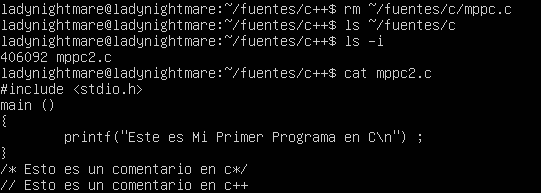 ladynightmare@ladynightmare:~/fuentes/c++$ rm ~/fuentes/c/mppc.c
ladynightmare@ladynightmare:~/fuentes/c++$ ls ~/fuentes/c
ladynightmare@ladynightmare:~/fuentes/c++$ ls -i
406092 mppc2.c
ladynightmare@ladynightmare:~/fuentes/c++$ cat mppc2.c
#include <stdio.h>
main ()
{
        printf("Este es Mi Primer Programa en C\n") ;
}
/* Esto es un comentario en c*/
// Esto es un comentario en c++